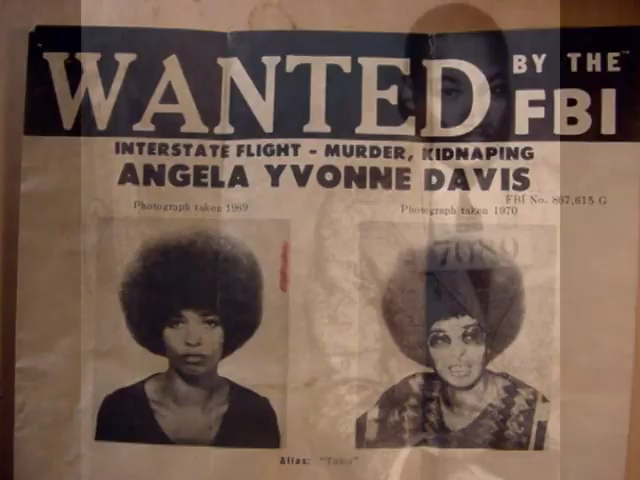 WANTED BY THE FBI
INTERSTATE FLIGHT - MURDER, KIDNAPING
ANGELA YVONNE DAVIS
FBI No. 867,615 G
Photograph taken 1969
Photograph taken 1970
Alias: "Tamu"